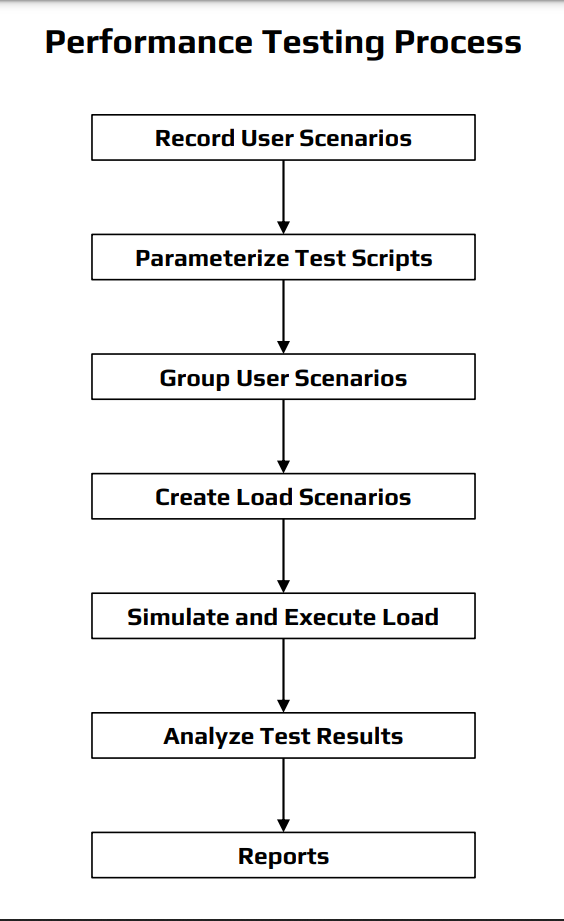 Performance Testing Process
Record User Scenarios
Parameterize Test Scripts
Group User Scenarios
Create Load Scenarios
Simulate and Execute Load
Analyze Test Results
Reports